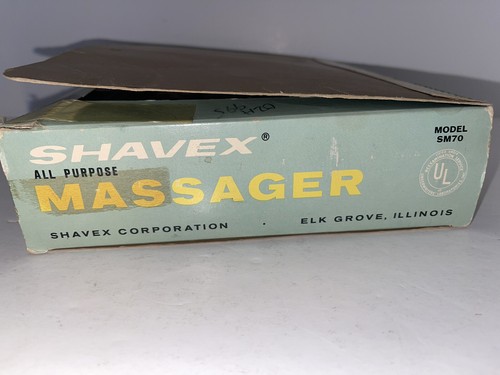 SHAVEX®
ALL PURPOSE
MASSAGER
SHAVEX CORPORATION
ELK GROVE, ILLINOIS
MODEL
SM70
UL